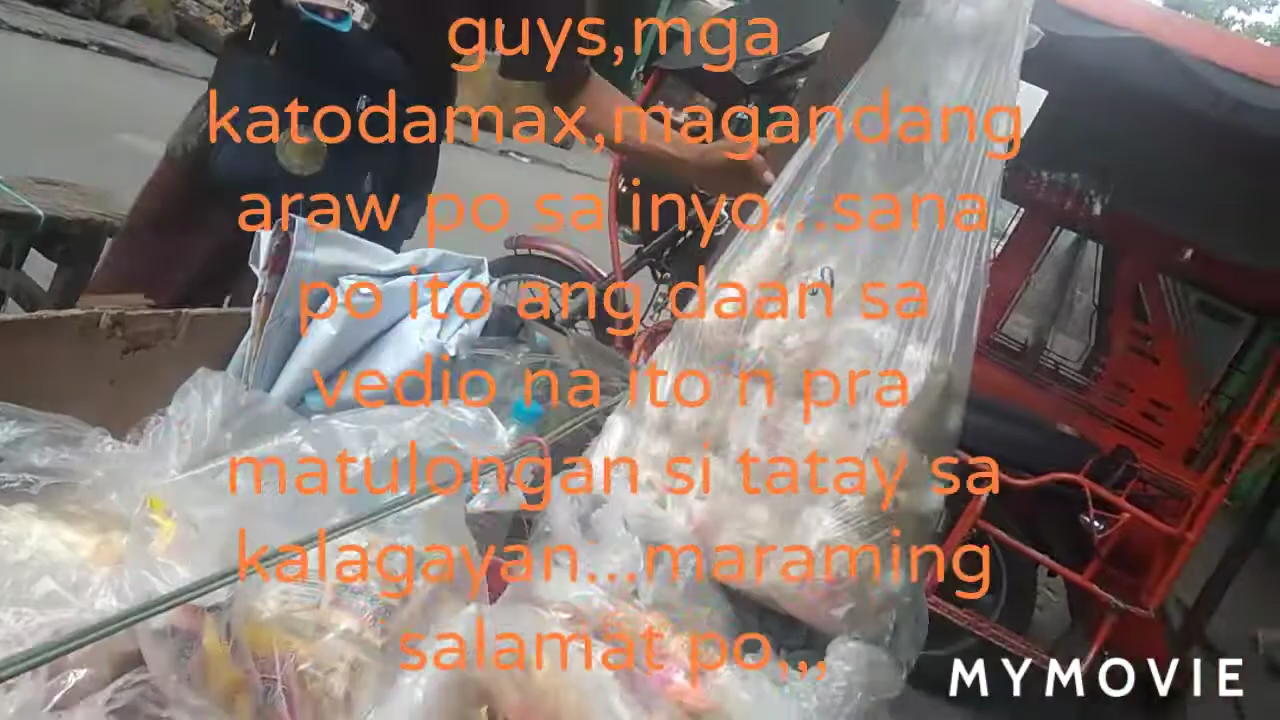 guys,mga
katodamax,magandang
araw po sa inyo...sana
po ito ang daan sa
vedio na ito n pra
matulongan si tatay sa
kalagayan...maraming
salamat po,,,
MYMOVIE